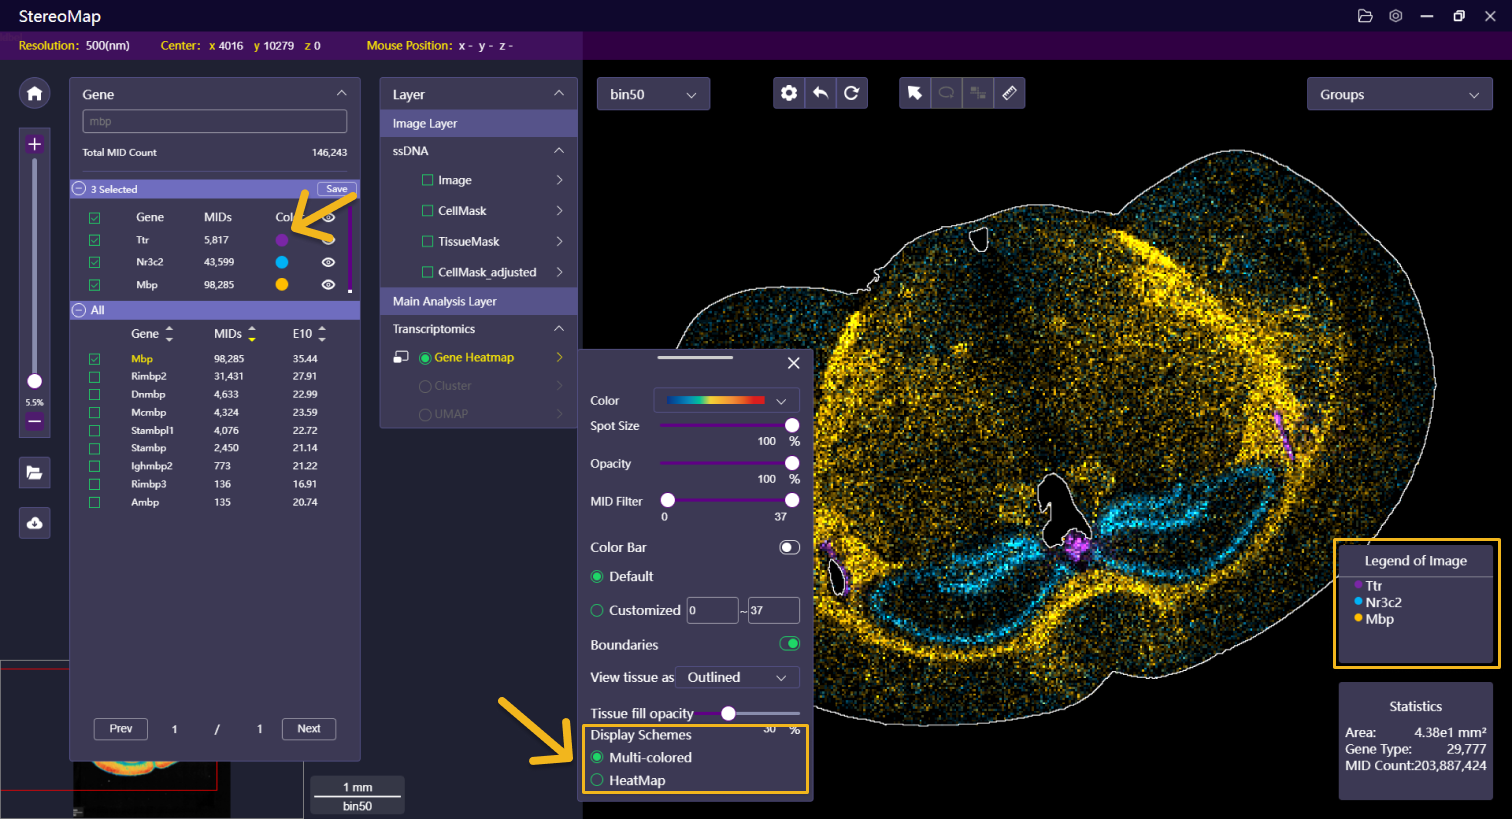 StereoMap
Resolution: 500(nm) Center: x 4016 y 10279 z 0 Mouse Position: x - y - z -
Gene
mbp
Total MID Count 146,243
3 Selected Save
Gene MIDs
Ttr 5,817
Nr3c2 43,599
Mbp 98,285
All
Gene MIDs E10
Mbp 98,285 35.44
Rimbp2 31,431 27.91
Dnmbp 4,633 22.99
Mcmbp 4,324 23.59
Stambpl1 4,076 22.72
Stambp 2,450 21.14
Ighmbp2 773 21.22
Rimbp3 136 16.91
Ambp 135 20.74
Prev 1 / 1 Next
5.5%
Layer
Image Layer
ssDNA
Image
CellMask
TissueMask
CellMask_adjusted
Main Analysis Layer
Transcriptomics
Gene Heatmap
Cluster
UMAP
bin50
Groups
Color
Spot Size
100 %
Opacity
100 %
MID Filter
0 37
Color Bar
Default
Customized 0 ~ 37
Boundaries
View tissue as Outlined
Tissue fill opacity
30 %
Display Schemes
Multi-colored
HeatMap
1 mm
bin50
Legend of Image
Ttr
Nr3c2
Mbp
Statistics
Area: 4.38e1 mm²
Gene Type: 29,777
MID Count:203,887,424